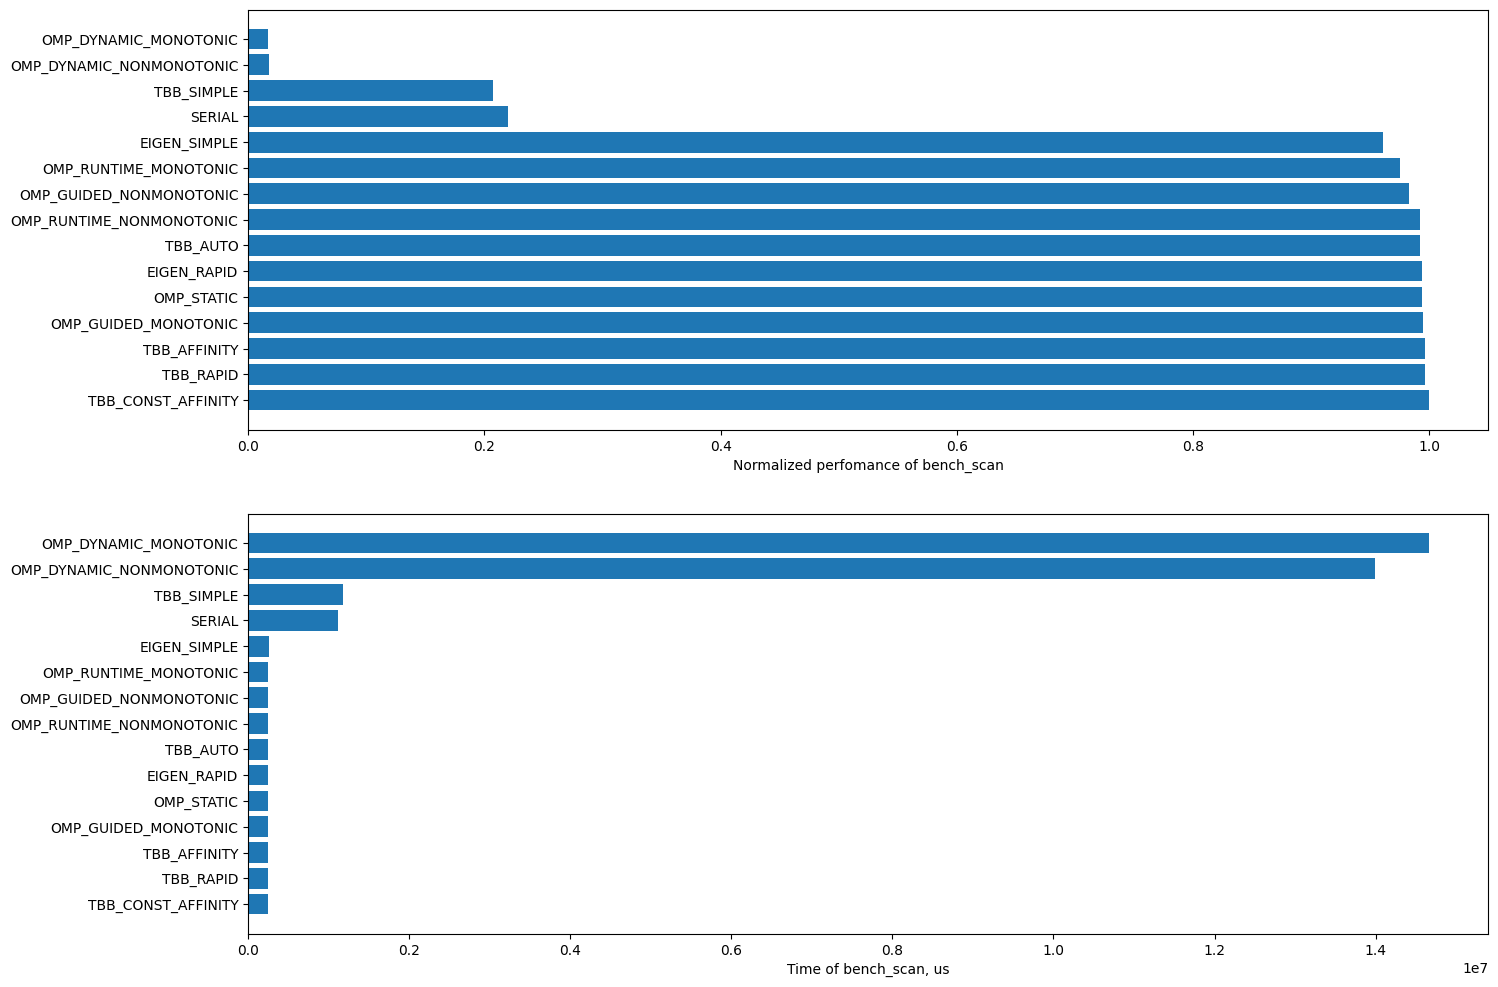 OMP_DYNAMIC_MONOTONIC
OMP_DYNAMIC_NONMONOTONIC
TBB_SIMPLE
SERIAL
EIGEN_SIMPLE
OMP_RUNTIME_MONOTONIC
OMP_GUIDED_NONMONOTONIC
OMP_RUNTIME_NONMONOTONIC
TBB_AUTO
EIGEN_RAPID
OMP_STATIC
OMP_GUIDED_MONOTONIC
TBB_AFFINITY
TBB_RAPID
TBB_CONST_AFFINITY
0.0 0.2 0.4 0.6 0.8 1.0
Normalized perfomance of bench_scan
OMP_DYNAMIC_MONOTONIC
OMP_DYNAMIC_NONMONOTONIC
TBB_SIMPLE
SERIAL
EIGEN_SIMPLE
OMP_RUNTIME_MONOTONIC
OMP_GUIDED_NONMONOTONIC
OMP_RUNTIME_NONMONOTONIC
TBB_AUTO
EIGEN_RAPID
OMP_STATIC
OMP_GUIDED_MONOTONIC
TBB_AFFINITY
TBB_RAPID
TBB_CONST_AFFINITY
0.0 0.2 0.4 0.6 0.8 1.0 1.2 1.4
Time of bench_scan, us
1e7